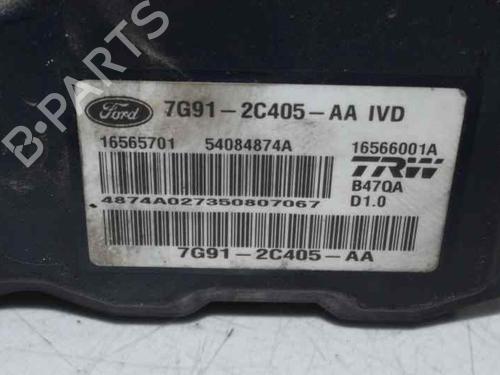 B-PARTS
Ford 7G91-2C405-AA IVD
16565701 54084874A 16566001A
TRW
4874A027350807067 B47QA
D1.0
7G91-2C405-AA